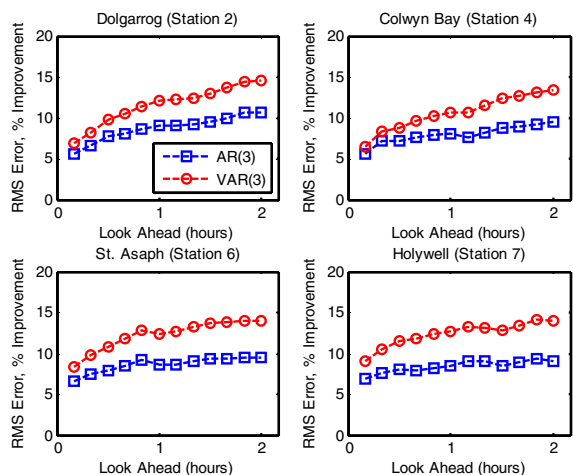 Dolgarrog (Station 2)
RMS Error, % Improvement
20
15
10
5
0
0
1
2
Look Ahead (hours)
AR(3)
VAR(3)
Colwyn Bay (Station 4)
RMS Error, % Improvement
20
15
10
5
0
0
1
2
Look Ahead (hours)
St. Asaph (Station 6)
RMS Error, % Improvement
20
15
10
5
0
0
1
2
Look Ahead (hours)
Holywell (Station 7)
RMS Error, % Improvement
20
15
10
5
0
0
1
2
Look Ahead (hours)